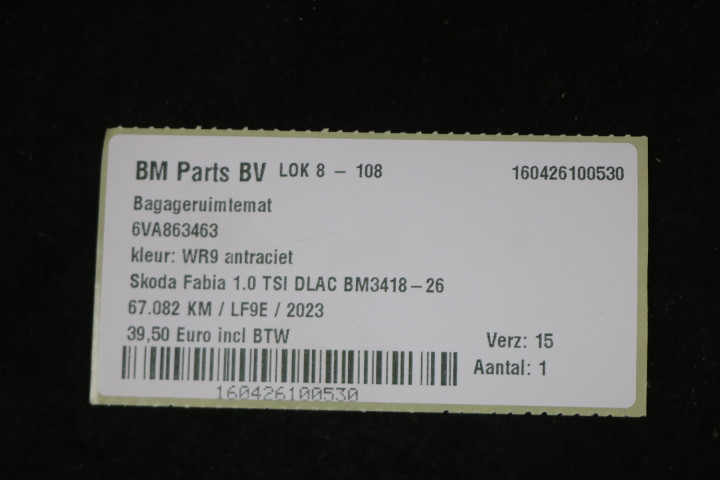 BM Parts BV LOK 8 - 108 160426100530
Bagageruimtemat
6VA863463
kleur: WR9 antraciet
Skoda Fabia 1.0 TSI DLAC BM3418-26
67.082 KM / LF9E / 2023
39,50 Euro incl BTW
Verz: 15
Aantal: 1
160426100530